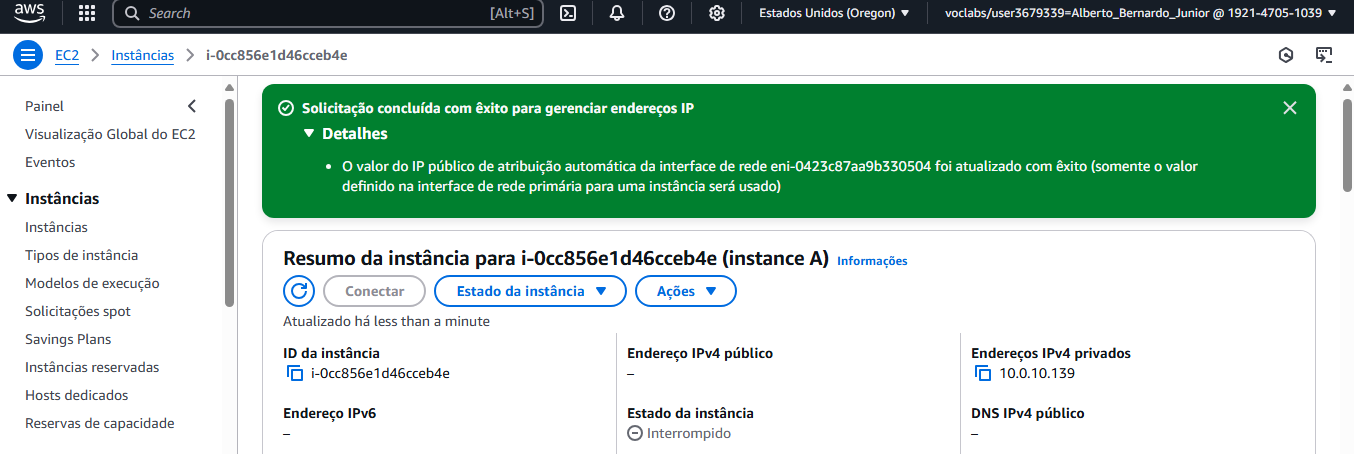 aws
Search
[Alt+S]
Estados Unidos (Oregon)
voclabs/user3679339=Alberto_Bernardo_Junior @ 1921-4705-1039
EC2
Instâncias
i-0cc856e1d46cceb4e
Painel
Visualização Global do EC2
Eventos
Instâncias
Instâncias
Tipos de instância
Modelos de execução
Solicitações spot
Savings Plans
Instâncias reservadas
Hosts dedicados
Reservas de capacidade
Solicitação concluída com êxito para gerenciar endereços IP
Detalhes
• O valor do IP público de atribuição automática da interface de rede eni-0423c87aa9b330504 foi atualizado com êxito (somente o valor
definido na interface de rede primária para uma instância será usado)
Resumo da instância para i-0cc856e1d46cceb4e (instance A)
Informações
Conectar
Estado da instância
Ações
Atualizado há less than a minute
ID da instância
i-0cc856e1d46cceb4e
Endereço IPv4 público
–
Endereços IPv4 privados
10.0.10.139
Endereço IPv6
–
Estado da instância
Interrompido
DNS IPv4 público
–